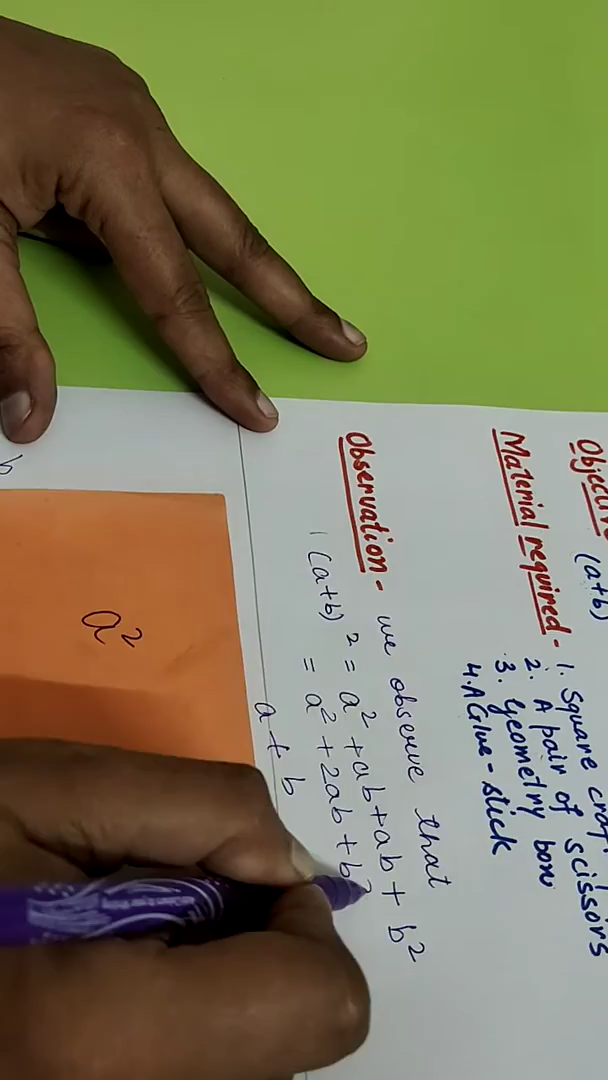 (a+b)
Material required- 1. Square craft
2. A pair of scissors
3. Geometry box
4. A Glue-stick
Observation- we observe that
(a+b)² = a² + ab + ab + b²
= a² + 2ab + b²
a + b
a²
b